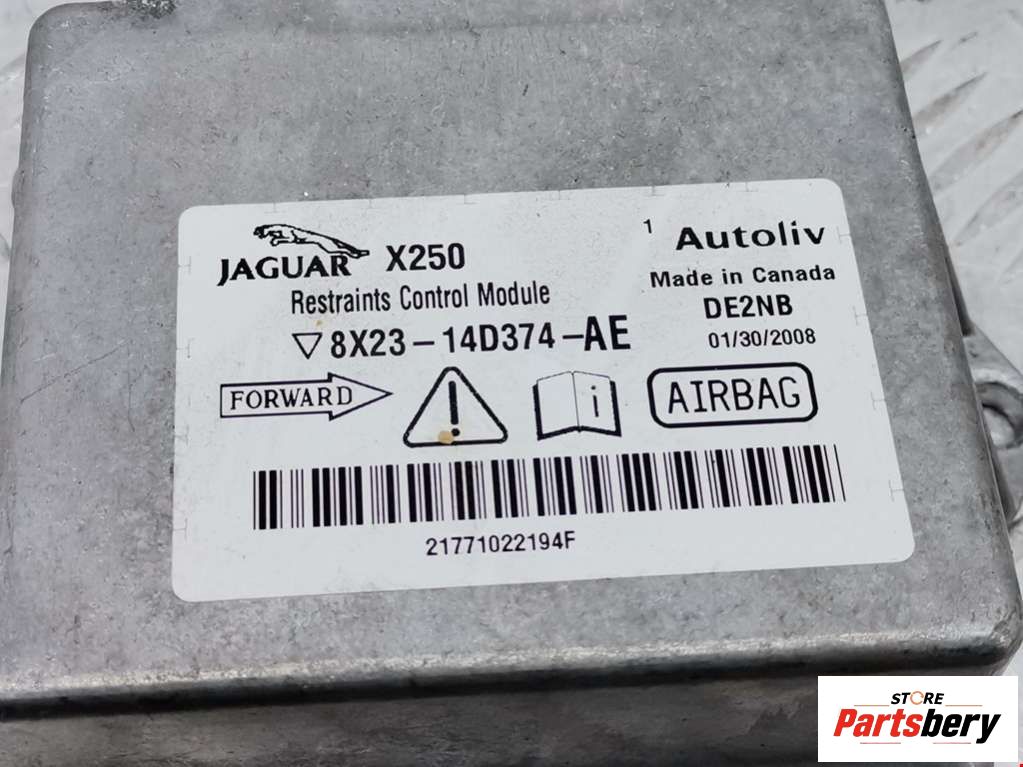 JAGUAR X250
1 Autoliv
Restraints Control Module
Made in Canada
DE2NB
8X23-14D374-AE
01/30/2008
FORWARD
i
AIRBAG
21771022194F
STORE
Partsbery